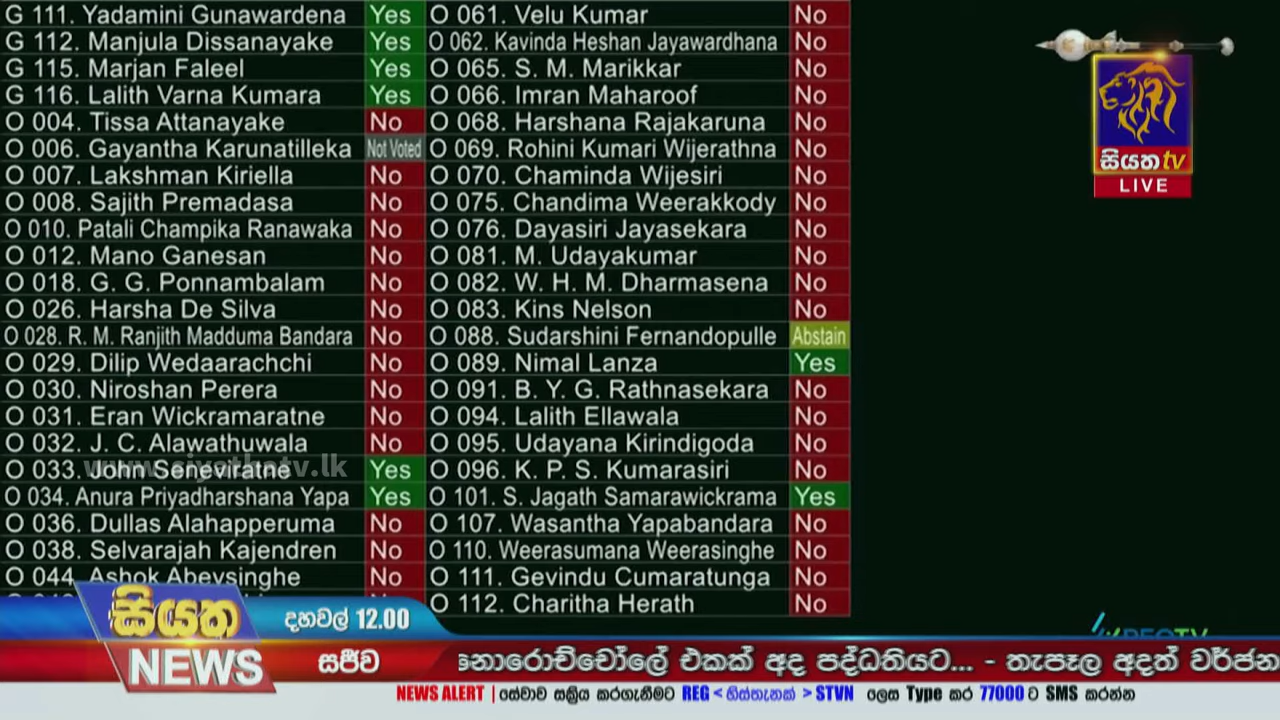 G 111. Yadamini Gunawardena Yes
G 112. Manjula Dissanayake Yes
G 115. Marjan Faleel Yes
G 116. Lalith Varna Kumara Yes
O 004. Tissa Attanayake No
O 006. Gayantha Karunatilleka Not Voted
O 007. Lakshman Kiriella No
O 008. Sajith Premadasa No
O 010. Patali Champika Ranawaka No
O 012. Mano Ganesan No
O 018. G. G. Ponnambalam No
O 026. Harsha De Silva No
O 028. R. M. Ranjith Madduma Bandara No
O 029. Dilip Wedaarachchi No
O 030. Niroshan Perera No
O 031. Eran Wickramaratne No
O 032. J. C. Alawathuwala No
O 033. John Seneviratne Yes
O 034. Anura Priyadharshana Yapa Yes
O 036. Dullas Alahapperuma No
O 038. Selvarajah Kajendren No
O 044. Ashok Abeysinghe No
O 061. Velu Kumar No
O 062. Kavinda Heshan Jayawardhana No
O 065. S. M. Marikkar No
O 066. Imran Maharoof No
O 068. Harshana Rajakaruna No
O 069. Rohini Kumari Wijerathna No
O 070. Chaminda Wijesiri No
O 075. Chandima Weerakkody No
O 076. Dayasiri Jayasekara No
O 081. M. Udayakumar No
O 082. W. H. M. Dharmasena No
O 083. Kins Nelson No
O 088. Sudarshini Fernandopulle Abstain
O 089. Nimal Lanza Yes
O 091. B. Y. G. Rathnasekara No
O 094. Lalith Ellawala No
O 095. Udayana Kirindigoda No
O 096. K. P. S. Kumarasiri No
O 101. S. Jagath Samarawickrama Yes
O 107. Wasantha Yapabandara No
O 110. Weerasumana Weerasinghe No
O 111. Gevindu Cumaratunga No
O 112. Charitha Herath No
www.siyathatv.lk
සියත tv
LIVE
සියත
NEWS
දහවල් 12.00
සජීව
නොරොච්චෝලේ එකක් අද පද්ධතියට... - තැපෑල අදත් වර්ජන
NEWS ALERT | සේවාව සක්‍රිය කරගැනීමට REG < හිස්තැනක් > STVN ලෙස Type කර 77000 ට SMS කරන්න